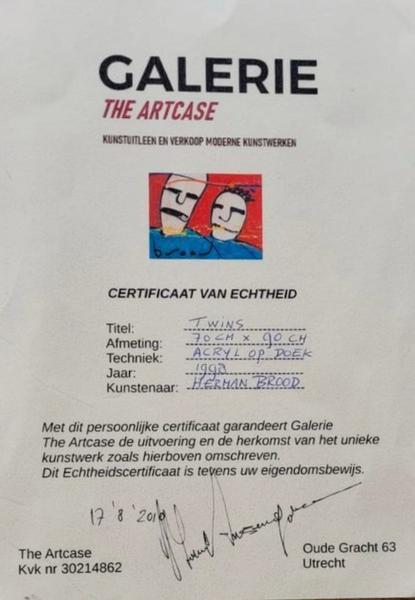 GALERIE
THE ARTCASE
KUNSTUITLEEN EN VERKOOP MODERNE KUNSTWERKEN
brood
CERTIFICAAT VAN ECHTHEID
Titel: TWINS
Afmeting: 70 CM x 90 CM
Techniek: ACRYL OP DOEK
Jaar:
Kunstenaar: HERMAN BROOD
Met dit persoonlijke certificaat garandeert Galerie
The Artcase de uitvoering en de herkomst van het unieke
kunstwerk zoals hierboven omschreven.
Dit Echtheidscertificaat is tevens uw eigendomsbewijs.
17 '8 '2019
The Artcase
Kvk nr 30214862
Oude Gracht 63
Utrecht